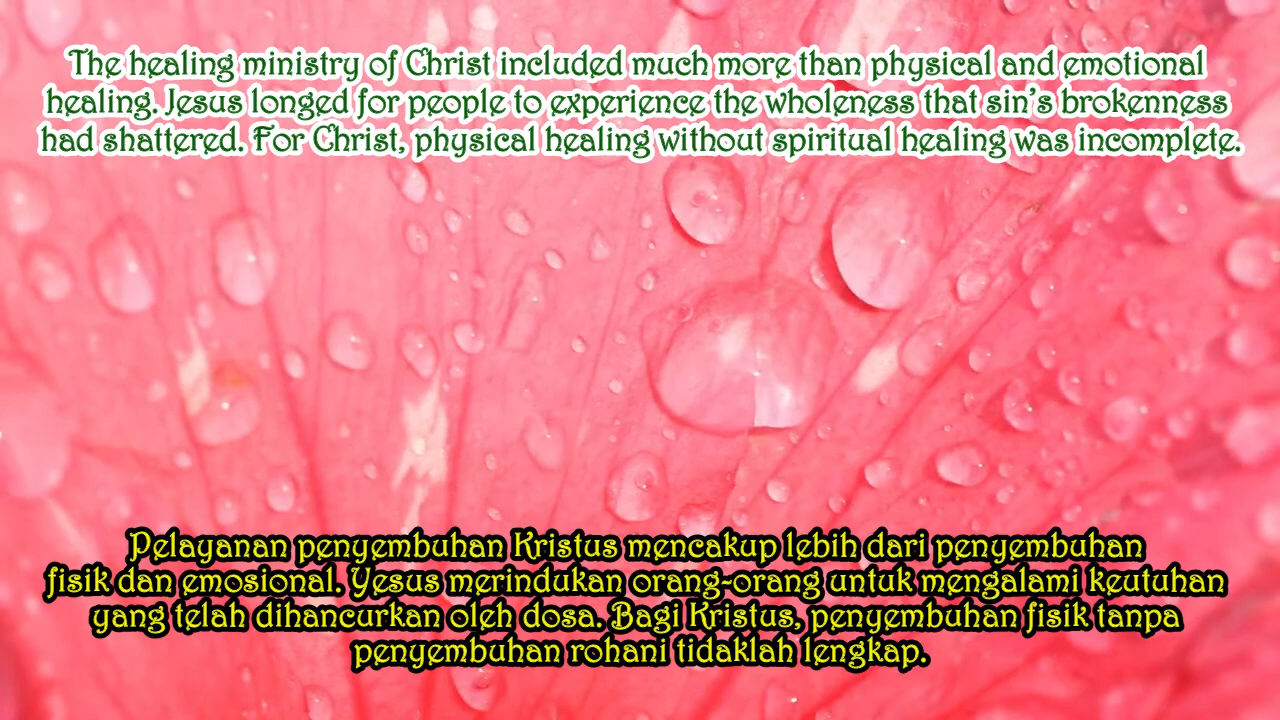 The healing ministry of Christ included much more than physical and emotional
healing. Jesus longed for people to experience the wholeness that sin's brokenness
had shattered. For Christ, physical healing without spiritual healing was incomplete.
Pelayanan penyembuhan Kristus mencakup lebih dari penyembuhan
fisik dan emosional. Yesus merindukan orang-orang untuk mengalami keutuhan
yang telah dihancurkan oleh dosa. Bagi Kristus, penyembuhan fisik tanpa
penyembuhan rohani tidaklah lengkap.